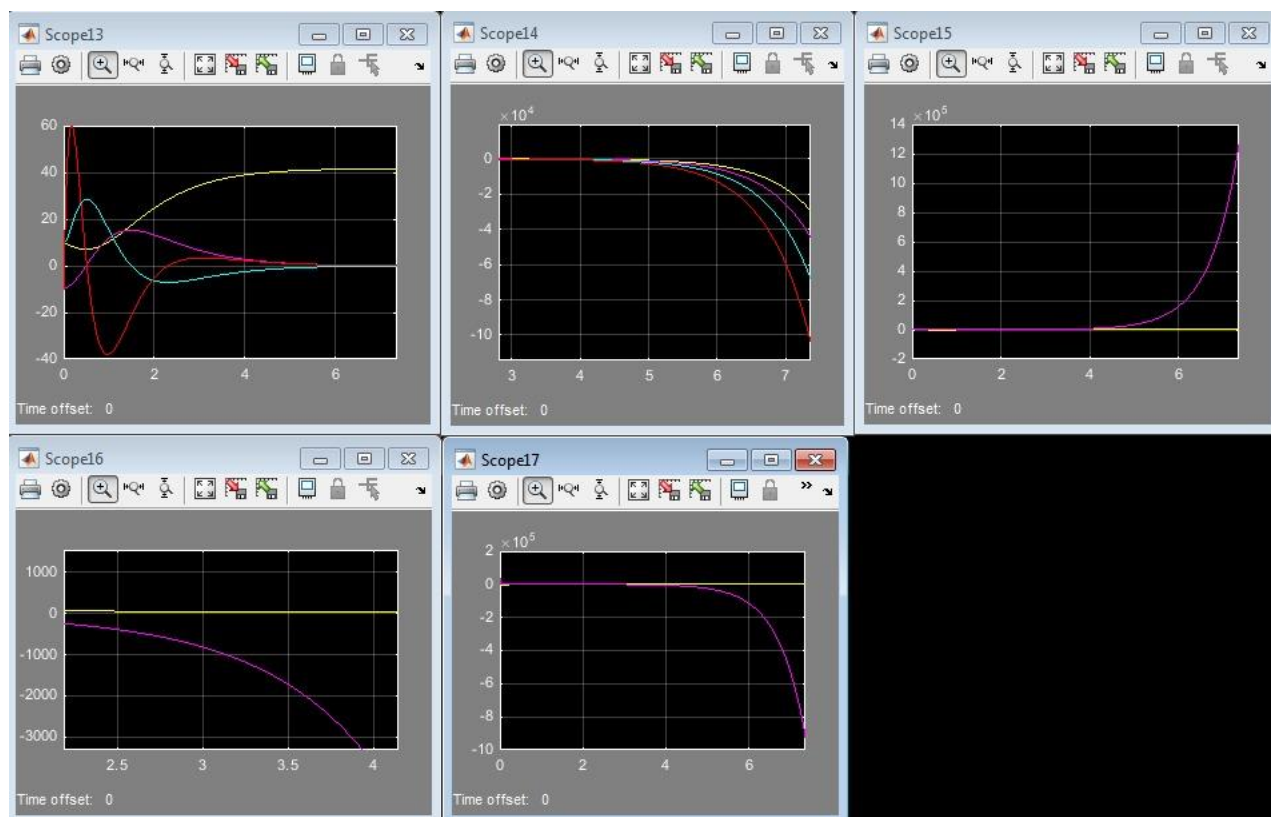 Scope13
60
40
20
0
-20
-40
0 2 4 6
Time offset: 0
Scope14
×10⁴
0
-2
-4
-6
-8
-10
3 4 5 6 7
Time offset: 0
Scope15
14 ×10⁵
12
10
8
6
4
2
0
-2
0 2 4 6
Time offset: 0
Scope16
1000
0
-1000
-2000
-3000
2.5 3 3.5 4
Time offset: 0
Scope17
2 ×10⁵
0
-2
-4
-6
-8
-10
0 2 4 6
Time offset: 0